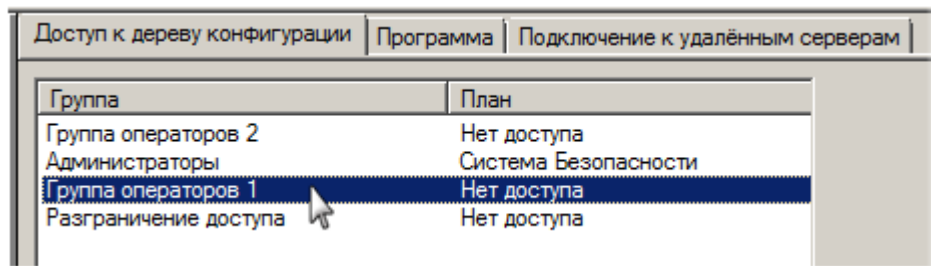 Доступ к дереву конфигурации Программа Подключение к удалённым серверам
Группа План
Группа операторов 2 Нет доступа
Администраторы Система Безопасности
Группа операторов 1 Нет доступа
Разграничение доступа Нет доступа